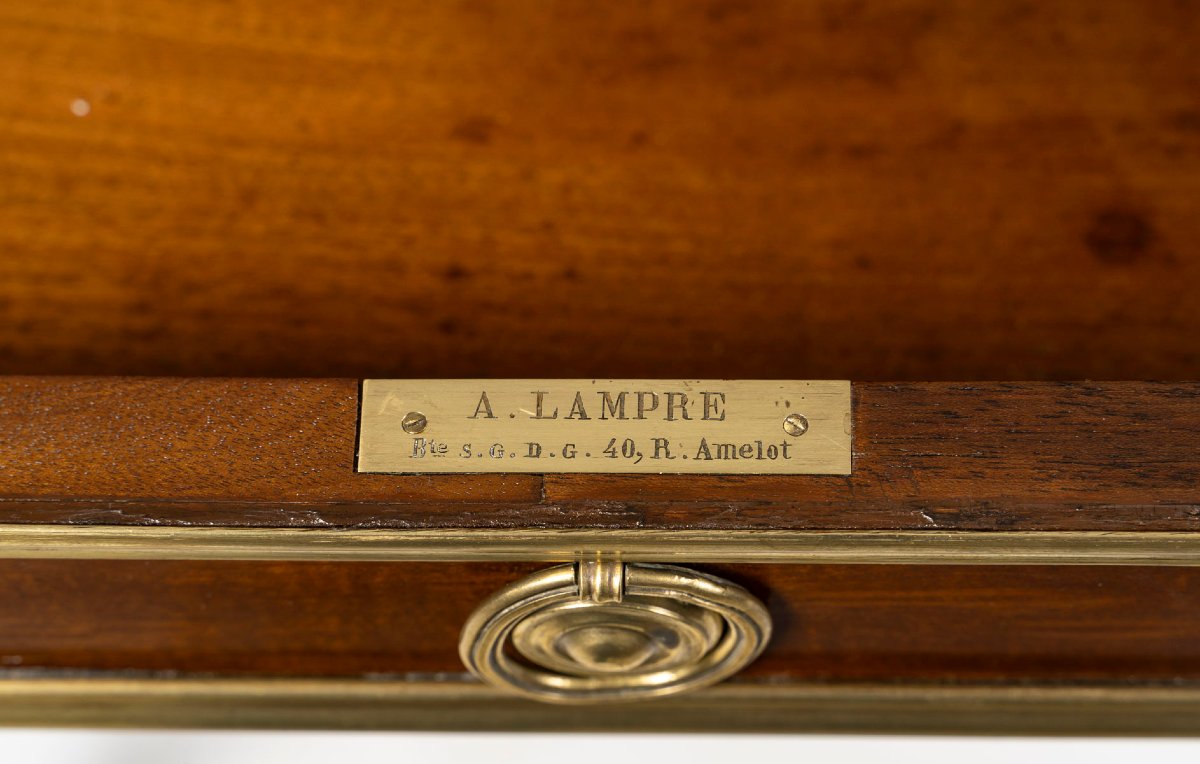 A. LAMPRE
Bte S.G.D.G. 40, R. Amelot